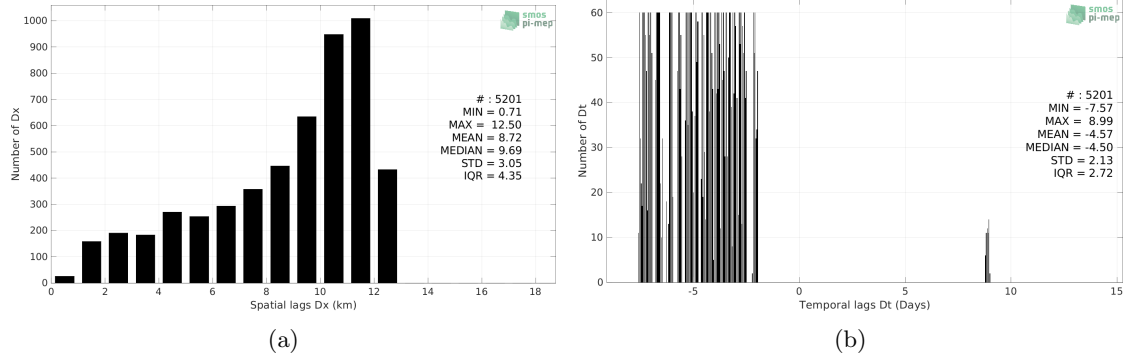 smos
pi-mep
1000
900
800
700
600
500
400
300
200
100
0
Number of Dx
# : 5201
MIN = 0.71
MAX = 12.50
MEAN = 8.72
MEDIAN = 9.69
STD = 3.05
IQR = 4.35
0 2 4 6 8 10 12 14 16 18
Spatial lags Dx (km)
(a)
smos
pi-mep
60
50
40
30
20
10
0
Number of Dt
# : 5201
MIN = -7.57
MAX = 8.99
MEAN = -4.57
MEDIAN = -4.50
STD = 2.13
IQR = 2.72
-5 0 5 10 15
Temporal lags Dt (Days)
(b)